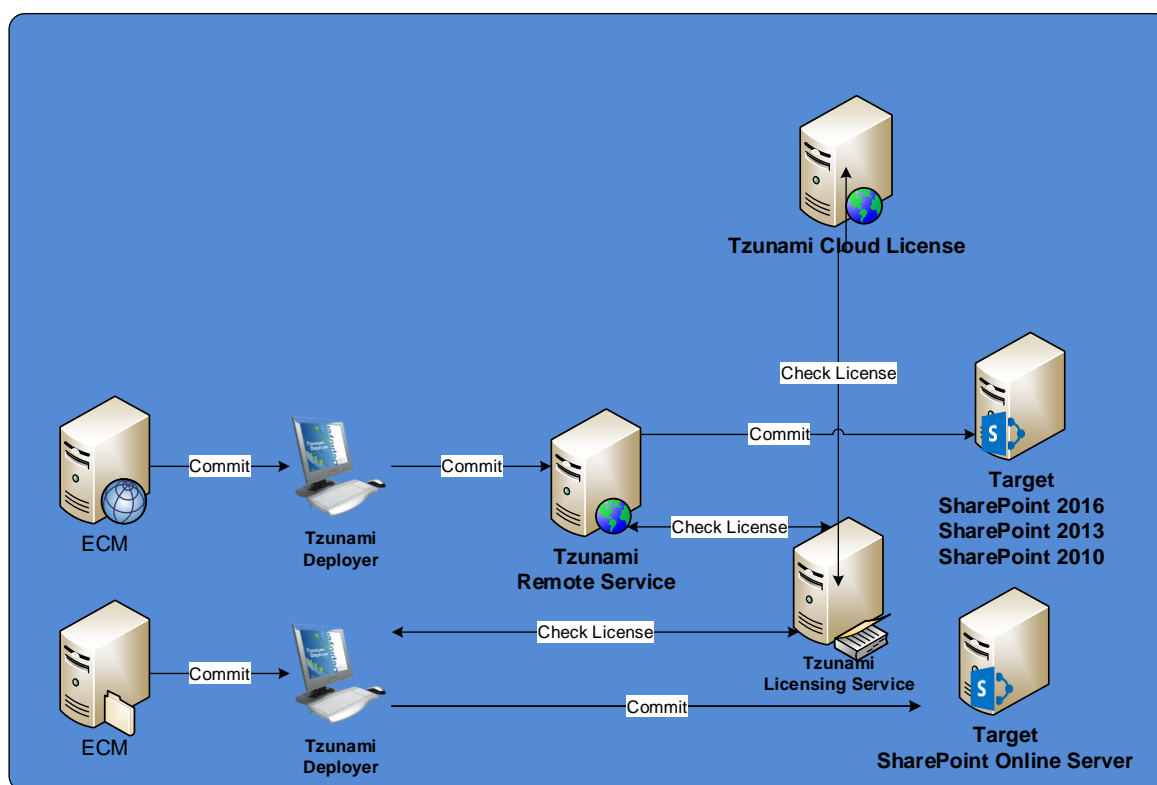 Tzunami Cloud License
Check License
Commit
Commit
Commit
Target
SharePoint 2016
SharePoint 2013
SharePoint 2010
ECM
Tzunami
Deployer
Check License
Tzunami
Remote Service
Check License
Commit
Tzunami
Licensing Service
Commit
ECM
Tzunami
Deployer
Target
SharePoint Online Server